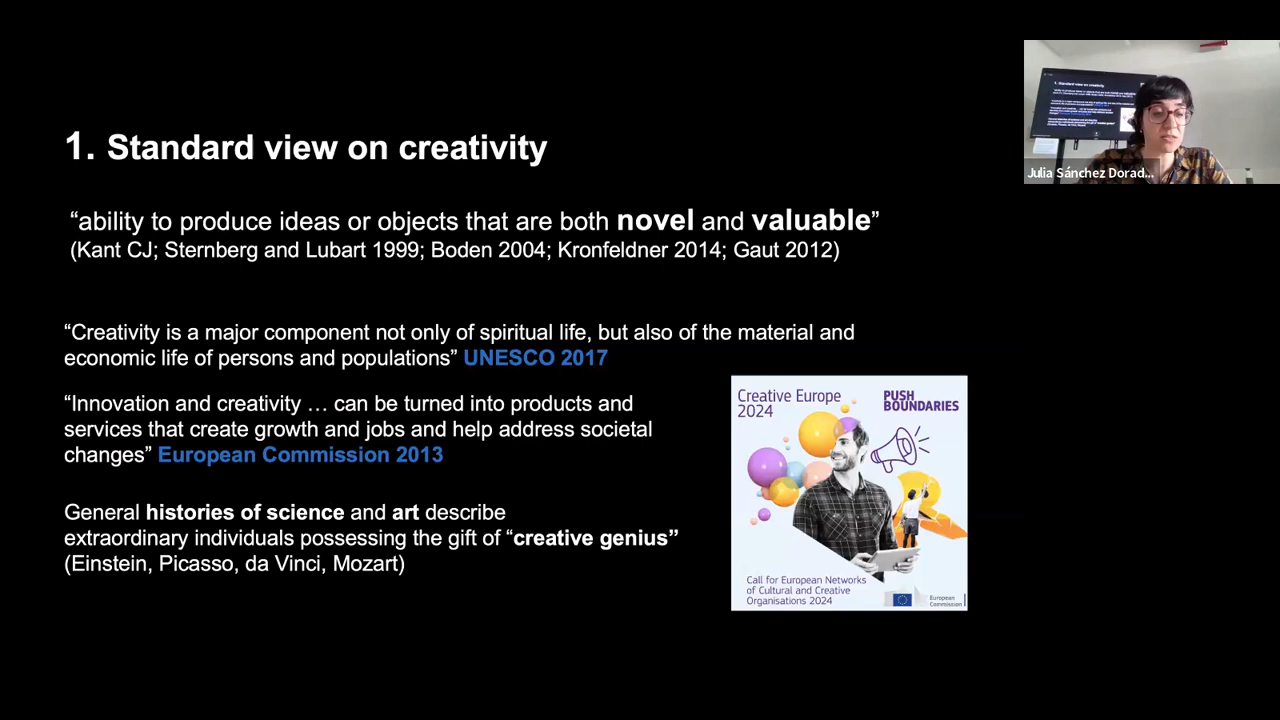 1. Standard view on creativity
“ability to produce ideas or objects that are both novel and valuable”
(Kant CJ; Sternberg and Lubart 1999; Boden 2004; Kronfeldner 2014; Gaut 2012)
“Creativity is a major component not only of spiritual life, but also of the material and
economic life of persons and populations” UNESCO 2017
“Innovation and creativity … can be turned into products and
services that create growth and jobs and help address societal
changes” European Commission 2013
General histories of science and art describe
extraordinary individuals possessing the gift of “creative genius”
(Einstein, Picasso, da Vinci, Mozart)
Creative Europe
2024
PUSH
BOUNDARIES
Call for European Networks
of Cultural and Creative
Organisations 2024
European
Commission
Julia Sánchez Dorad...
1. Standard view on creativity